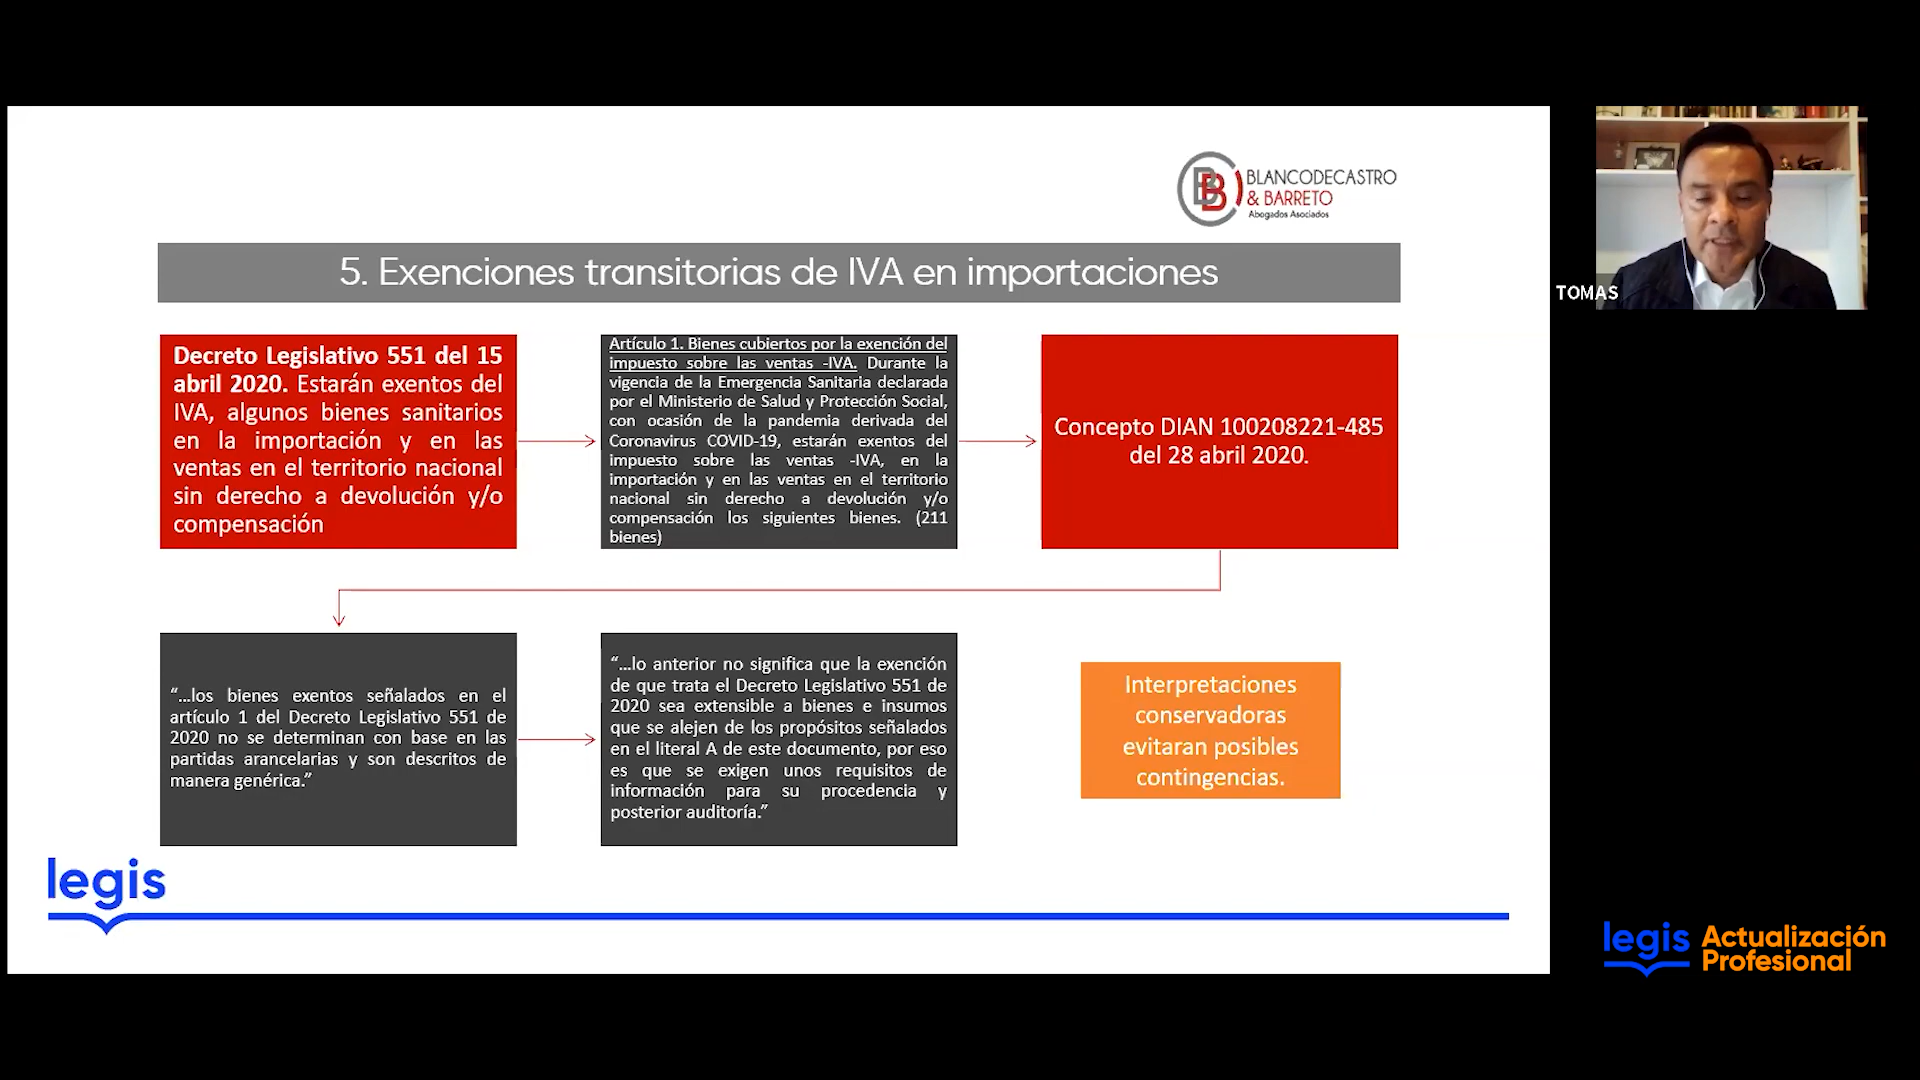 BLANCODECASTRO
& BARRETO
Abogados Asociados
5. Exenciones transitorias de IVA en importaciones
Decreto Legislativo 551 del 15
abril 2020. Estarán exentos del
IVA, algunos bienes sanitarios
en la importación y en las
ventas en el territorio nacional
sin derecho a devolución y/o
compensación
Artículo 1. Bienes cubiertos por la exención del
impuesto sobre las ventas -IVA. Durante la
vigencia de la Emergencia Sanitaria declarada
por el Ministerio de Salud y Protección Social,
con ocasión de la pandemia derivada del
Coronavirus COVID-19, estarán exentos del
impuesto sobre las ventas -IVA, en la
importación y en las ventas en el territorio
nacional sin derecho a devolución y/o
compensación los siguientes bienes. (211
bienes)
Concepto DIAN 100208221-485
del 28 abril 2020.
“…los bienes exentos señalados en el
artículo 1 del Decreto Legislativo 551 de
2020 no se determinan con base en las
partidas arancelarias y son descritos de
manera genérica.”
“…lo anterior no significa que la exención
de que trata el Decreto Legislativo 551 de
2020 sea extensible a bienes e insumos
que se alejen de los propósitos señalados
en el literal A de este documento, por eso
es que se exigen unos requisitos de
información para su procedencia y
posterior auditoría.”
Interpretaciones
conservadoras
evitaran posibles
contingencias.
legis
TOMAS
legis Actualización
Profesional